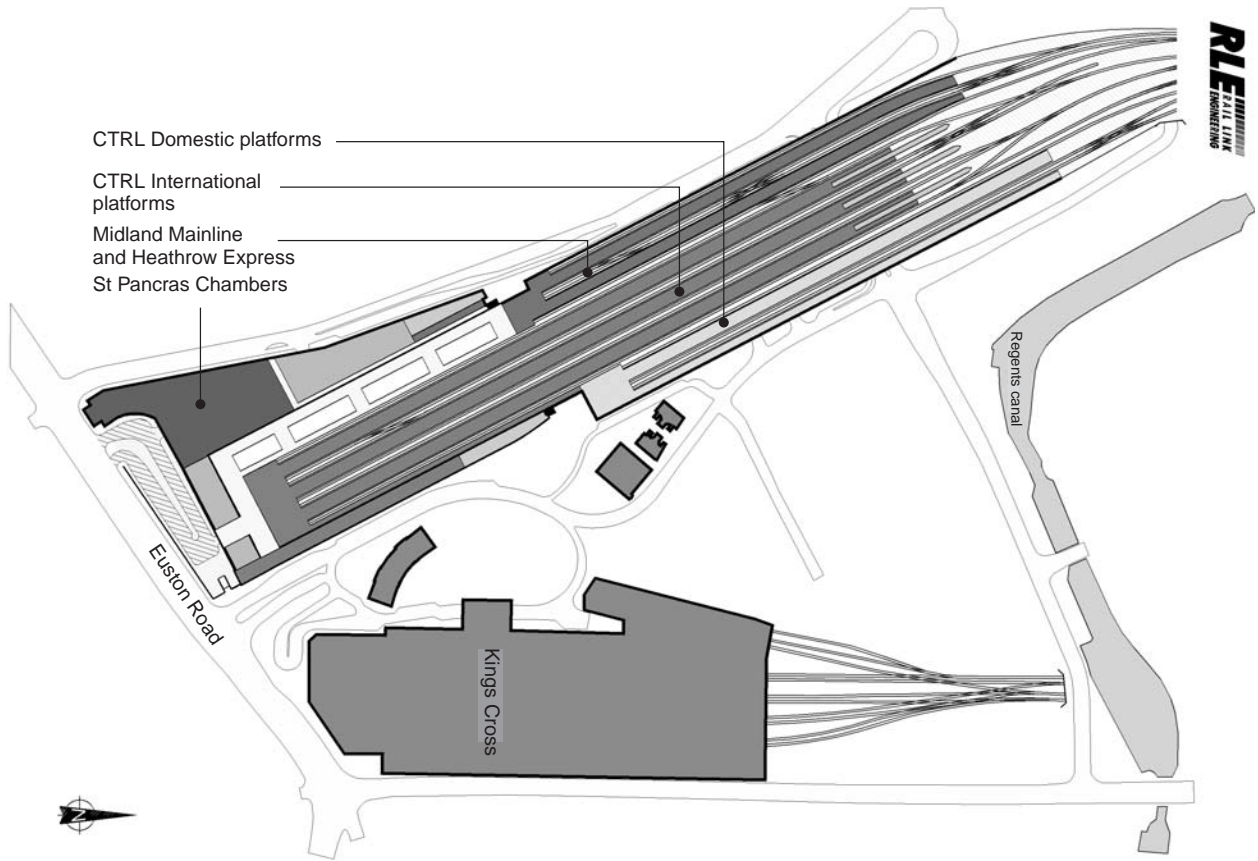 CTRL Domestic platforms
CTRL International
platforms
Midland Mainline
and Heathrow Express
St Pancras Chambers
Euston Road
Kings Cross
Regents canal
RLE
RAIL LINK
ENGINEERING
N